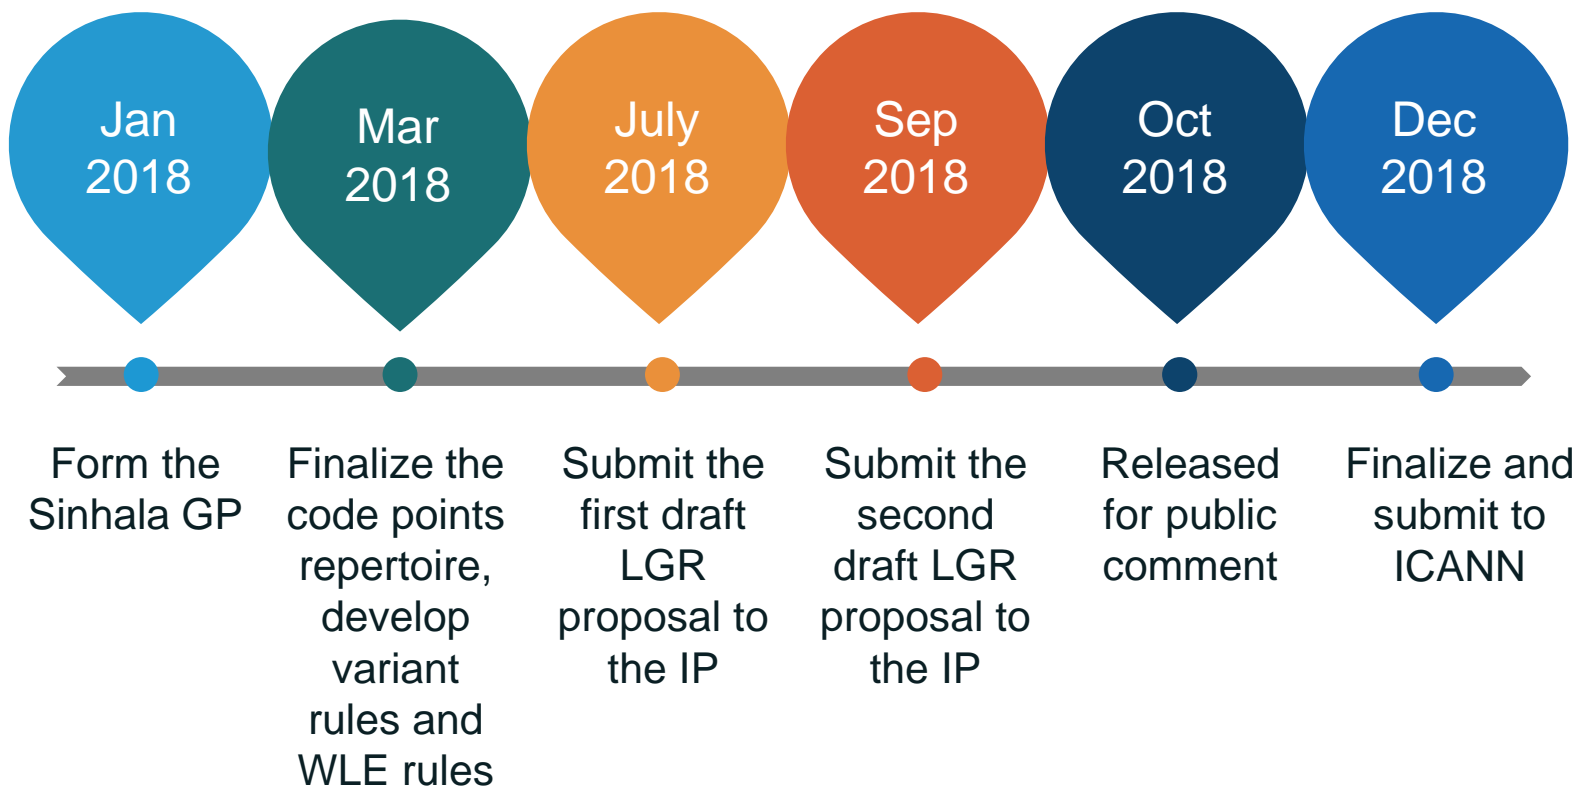 Jan
2018
Mar
2018
July
2018
Sep
2018
Oct
2018
Dec
2018
Form the
Sinhala GP
Finalize the
code points
repertoire,
develop
variant
rules and
WLE rules
Submit the
first draft
LGR
proposal to
the IP
Submit the
second
draft LGR
proposal to
the IP
Released
for public
comment
Finalize and
submit to
ICANN